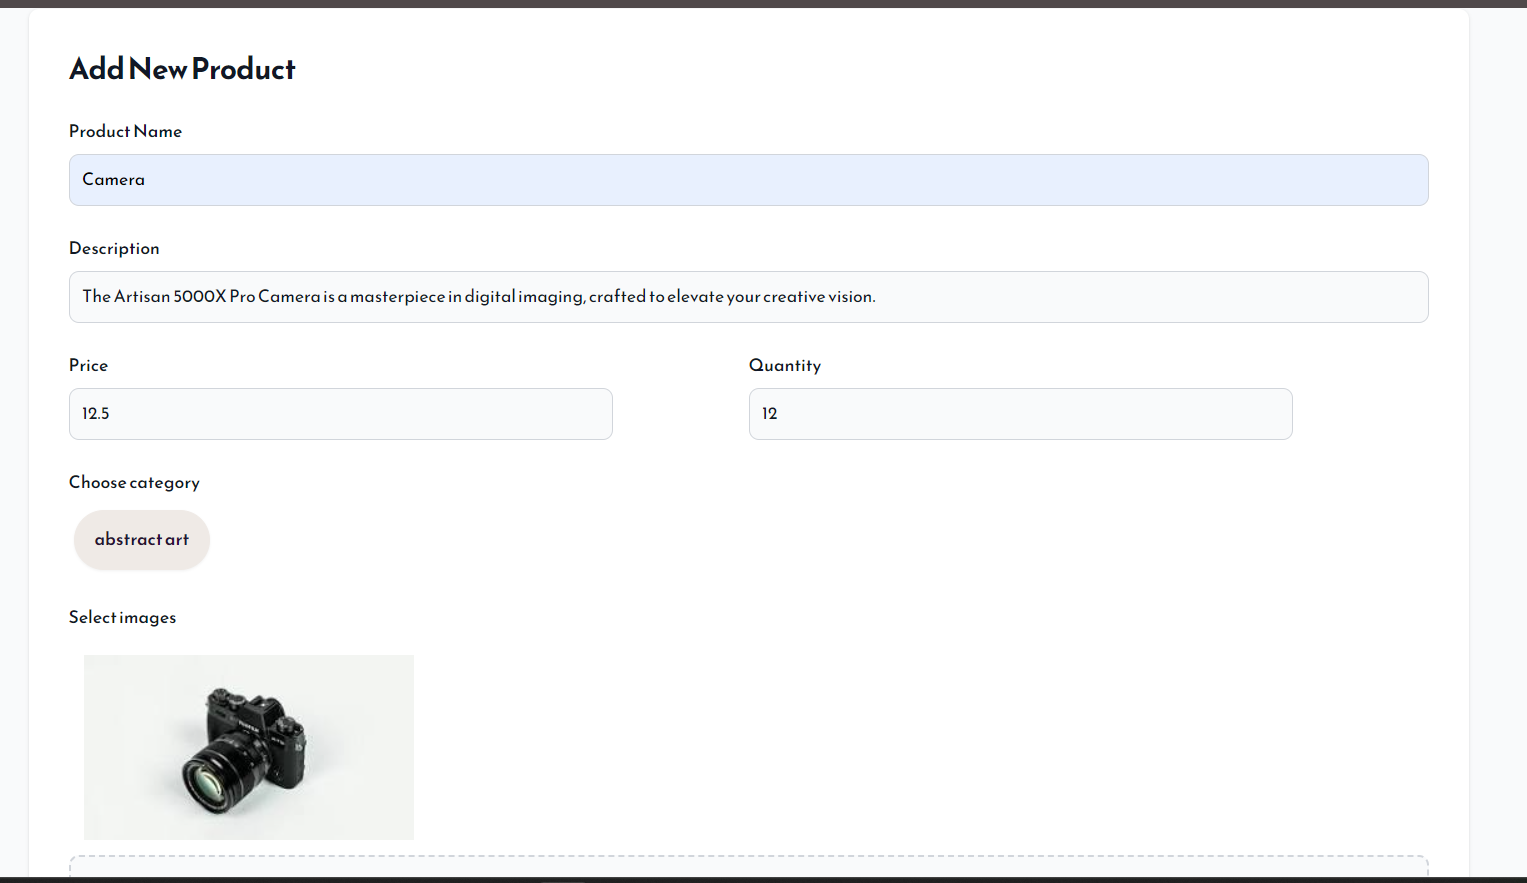 Add New Product
Product Name
Camera
Description
The Artisan 5000X Pro Camera is a masterpiece in digital imaging, crafted to elevate your creative vision.
Price
Quantity
12.5
12
Choose category
abstract art
Select images